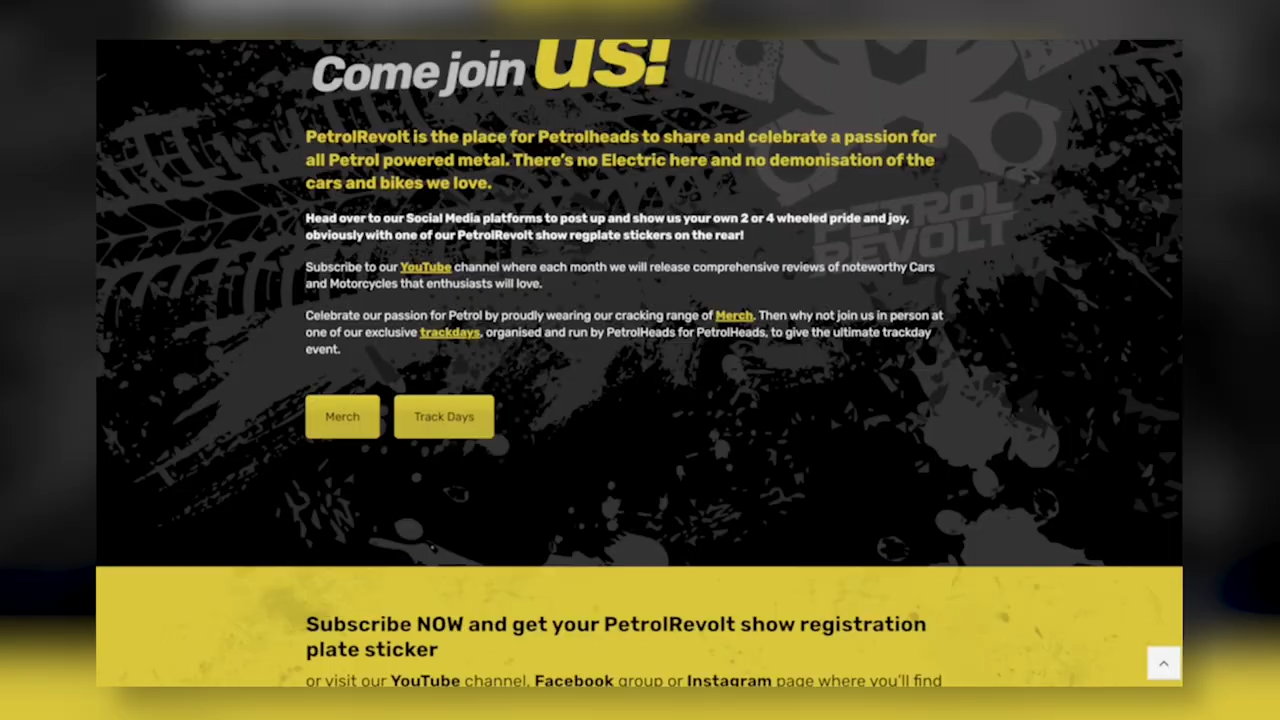 Come join us!
PetrolRevolt is the place for Petrolheads to share and celebrate a passion for
all Petrol powered metal. There's no Electric here and no demonisation of the
cars and bikes we love.
PETROL
REVOLT
Head over to our Social Media platforms to post up and show us your own 2 or 4 wheeled pride and joy,
obviously with one of our PetrolRevolt show regplate stickers on the rear!
Subscribe to our YouTube channel where each month we will release comprehensive reviews of noteworthy Cars
and Motorcycles that enthusiasts will love.
Celebrate our passion for Petrol by proudly wearing our cracking range of Merch. Then why not join us in person at
one of our exclusive trackdays, organised and run by PetrolHeads for PetrolHeads, to give the ultimate trackday
event.
Merch Track Days
Subscribe NOW and get your PetrolRevolt show registration
plate sticker
or visit our YouTube channel, Facebook group or Instagram page where you'll find